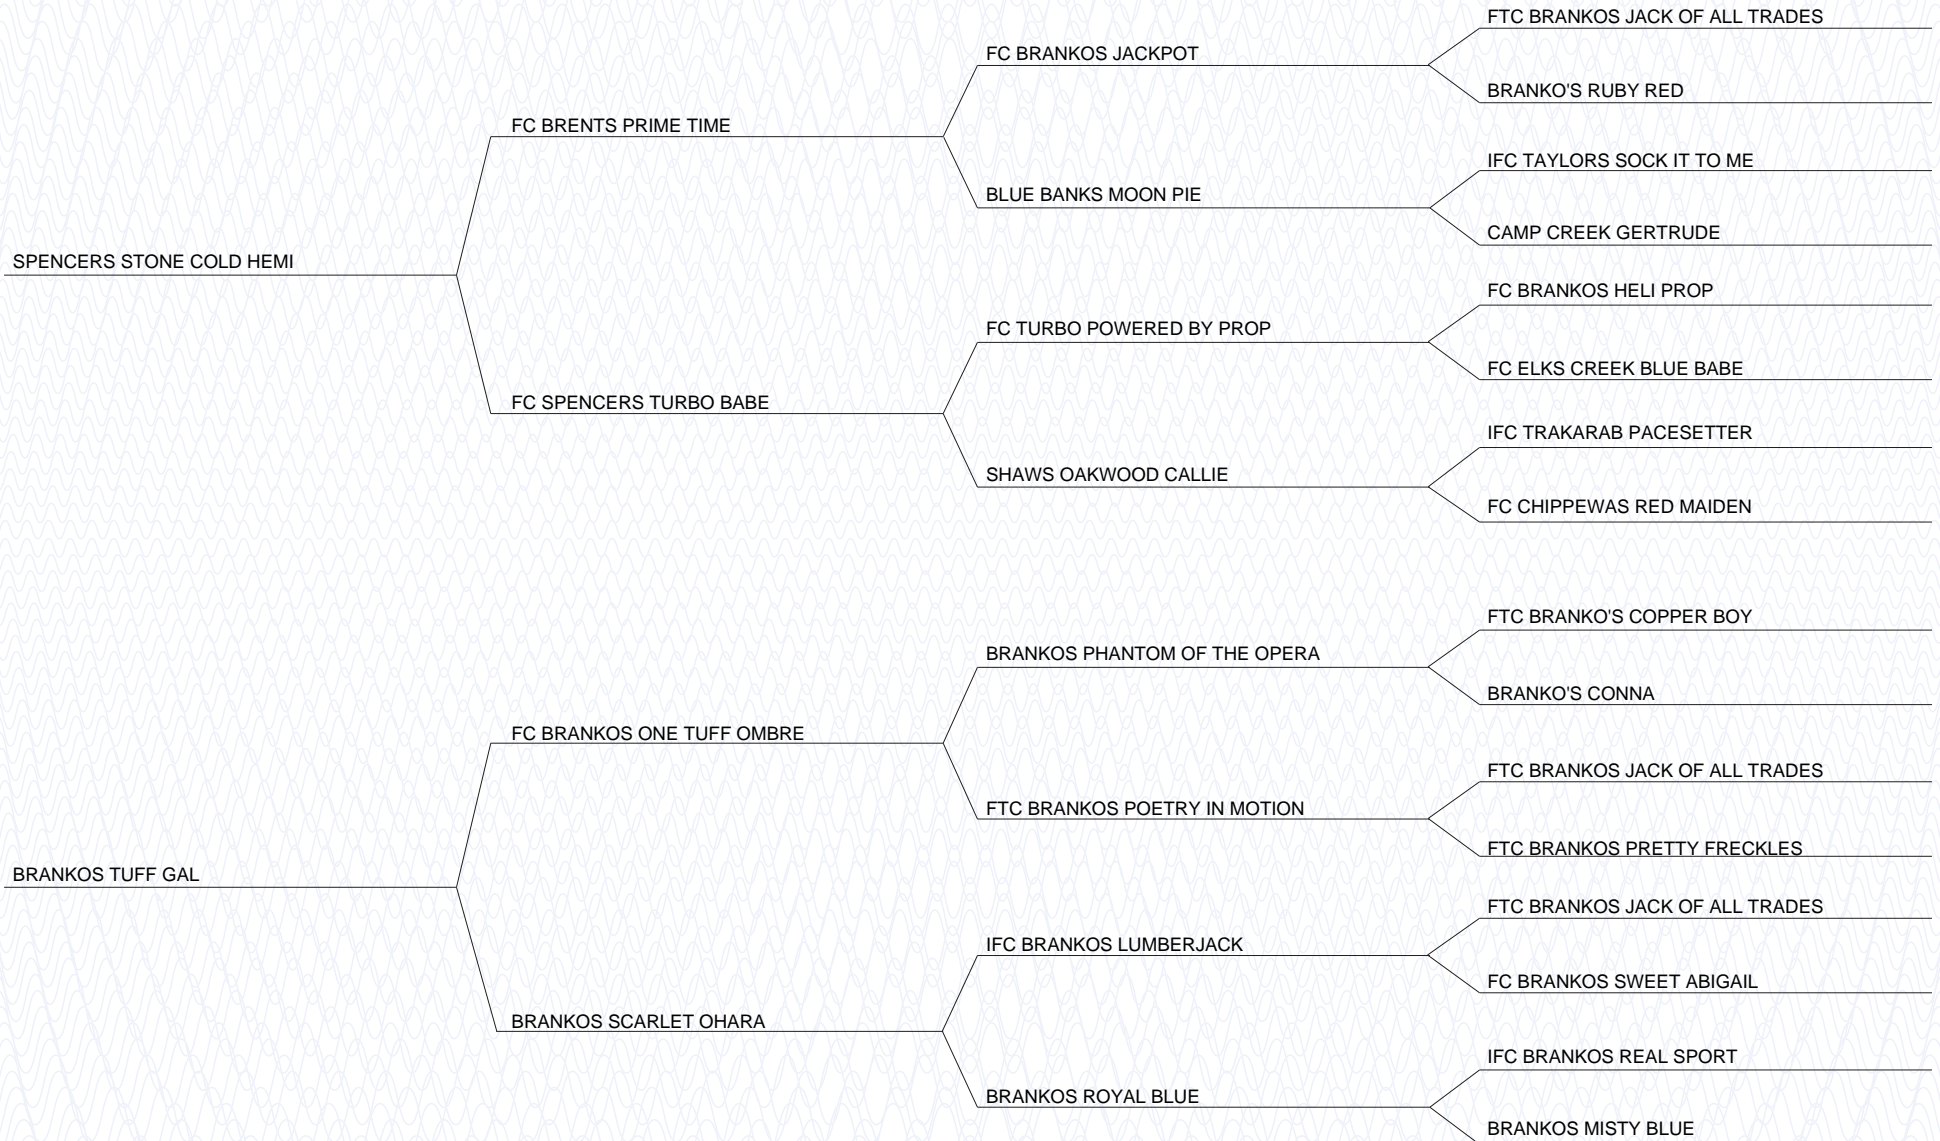 FTC BRANKOS JACK OF ALL TRADES
FC BRANKOS JACKPOT
BRANKO'S RUBY RED
FC BRENTS PRIME TIME
IFC TAYLORS SOCK IT TO ME
BLUE BANKS MOON PIE
CAMP CREEK GERTRUDE
SPENCERS STONE COLD HEMI
FC BRANKOS HELI PROP
FC TURBO POWERED BY PROP
FC ELKS CREEK BLUE BABE
FC SPENCERS TURBO BABE
IFC TRAKARAB PACESETTER
SHAWS OAKWOOD CALLIE
FC CHIPPEWAS RED MAIDEN
FTC BRANKO'S COPPER BOY
BRANKOS PHANTOM OF THE OPERA
BRANKO'S CONNA
FC BRANKOS ONE TUFF OMBRE
FTC BRANKOS JACK OF ALL TRADES
FTC BRANKOS POETRY IN MOTION
FTC BRANKOS PRETTY FRECKLES
BRANKOS TUFF GAL
FTC BRANKOS JACK OF ALL TRADES
IFC BRANKOS LUMBERJACK
FC BRANKOS SWEET ABIGAIL
BRANKOS SCARLET OHARA
IFC BRANKOS REAL SPORT
BRANKOS ROYAL BLUE
BRANKOS MISTY BLUE